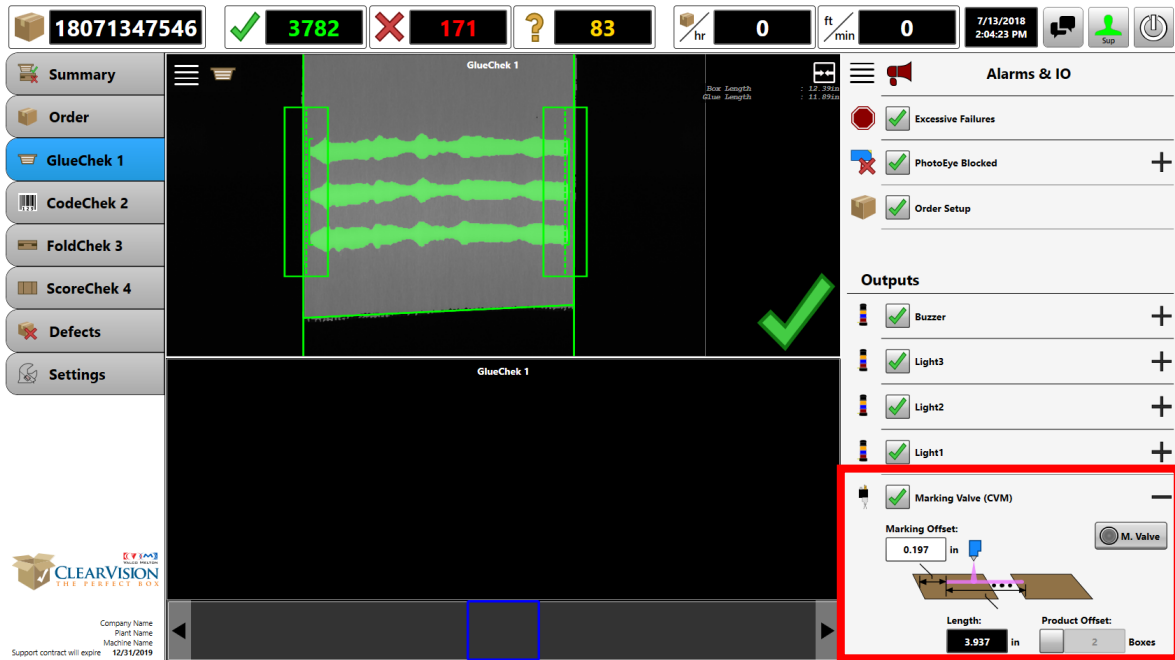 18071347546
3782
171
83
/hr
0
ft/min
0
7/13/2018
2:04:23 PM
Sup
Summary
Order
GlueChek 1
CodeChek 2
FoldChek 3
ScoreChek 4
Defects
Settings
GlueChek 1
Box Length : 12.39in
Glue Length : 11.89in
GlueChek 1
Alarms & IO
Excessive Failures
PhotoEye Blocked
Order Setup
Outputs
Buzzer
Light3
Light2
Light1
Marking Valve (CVM)
Marking Offset:
0.197 in
M. Valve
Length:
3.937 in
Product Offset:
2 Boxes
VALCO MELTON
CLEARVISION
THE PERFECT BOX
Company Name
Plant Name
Machine Name
Support contract will expire 12/31/2019